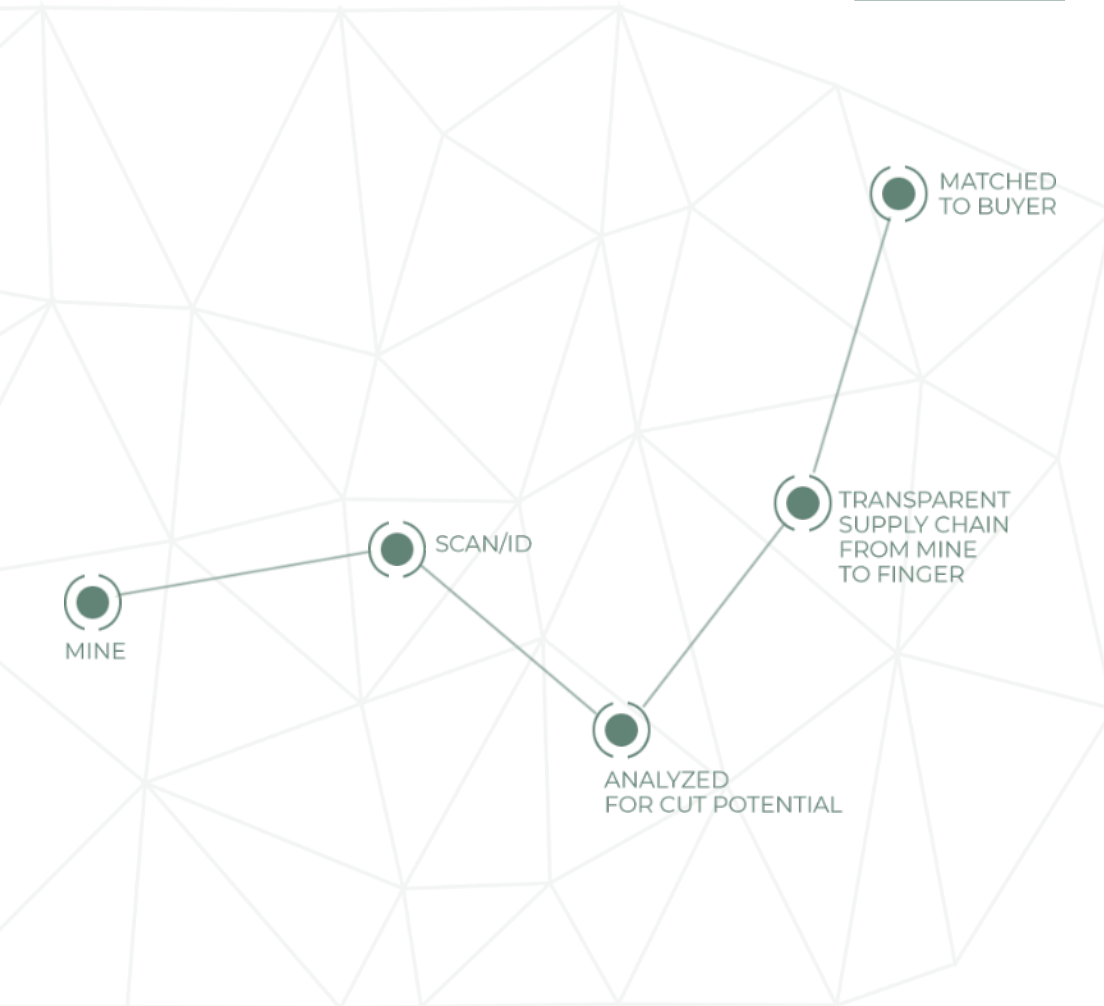 MATCHED
TO BUYER
TRANSPARENT
SUPPLY CHAIN
FROM MINE
TO FINGER
SCAN/ID
MINE
ANALYZED
FOR CUT POTENTIAL